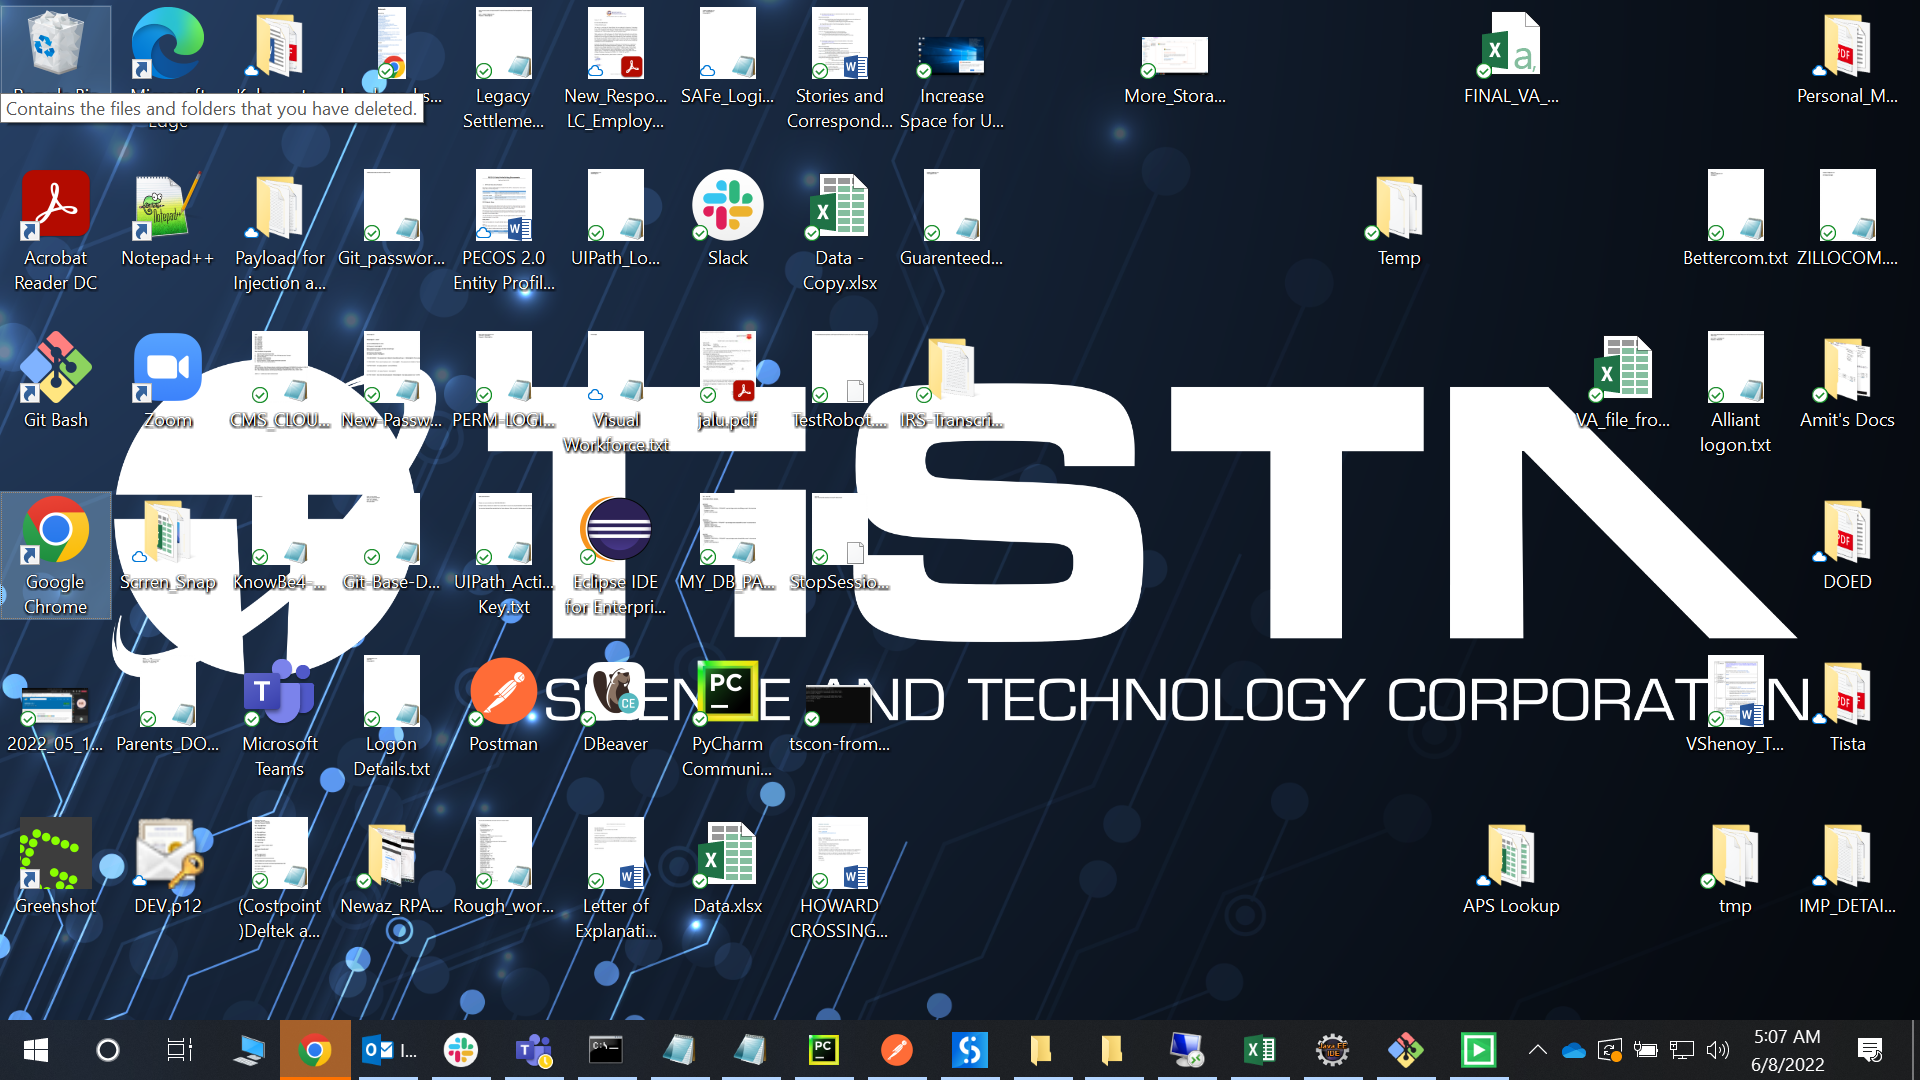 Contains the files and folders that you have deleted.
Edge
Legacy
Settleme...
New_Respo...
LC_Employ...
SAFe_Logi...
Stories and
Correspond...
Increase
Space for U...
More_Stora...
FINAL_VA_...
Personal_M...
Acrobat
Reader DC
Notepad++
Payload for
Injection a...
Git_passwor...
PECOS 2.0
Entity Profil...
UIPath_Lo...
Slack
Data -
Copy.xlsx
Guarenteed...
Temp
Bettercom.txt
ZILLOCOM....
Git Bash
Zoom
CMS_CLOU...
New-Passw...
PERM-LOGI...
Visual
Workforce.txt
jalu.pdf
TestRobot....
IRS-Transcri...
VA_file_fro...
Alliant
logon.txt
Amit's Docs
TISTA
Google
Chrome
Scrren_Snap
KnowBe4-...
Git-Base-D...
UIPath_Acti...
Key.txt
Eclipse IDE
for Enterpri...
MY_DB_PA...
StopSessio...
DOED
SCIENCE AND TECHNOLOGY CORPORATION
2022_05_1...
Parents_DO...
Microsoft
Teams
Logon
Details.txt
Postman
DBeaver
PyCharm
Communi...
tscon-from...
VShenoy_T...
Tista
Greenshot
DEV.p12
(Costpoint
)Deltek a...
Newaz_RPA...
Rough_wor...
Letter of
Explanati...
Data.xlsx
HOWARD
CROSSING...
APS Lookup
tmp
IMP_DETAI...
5:07 AM
6/8/2022